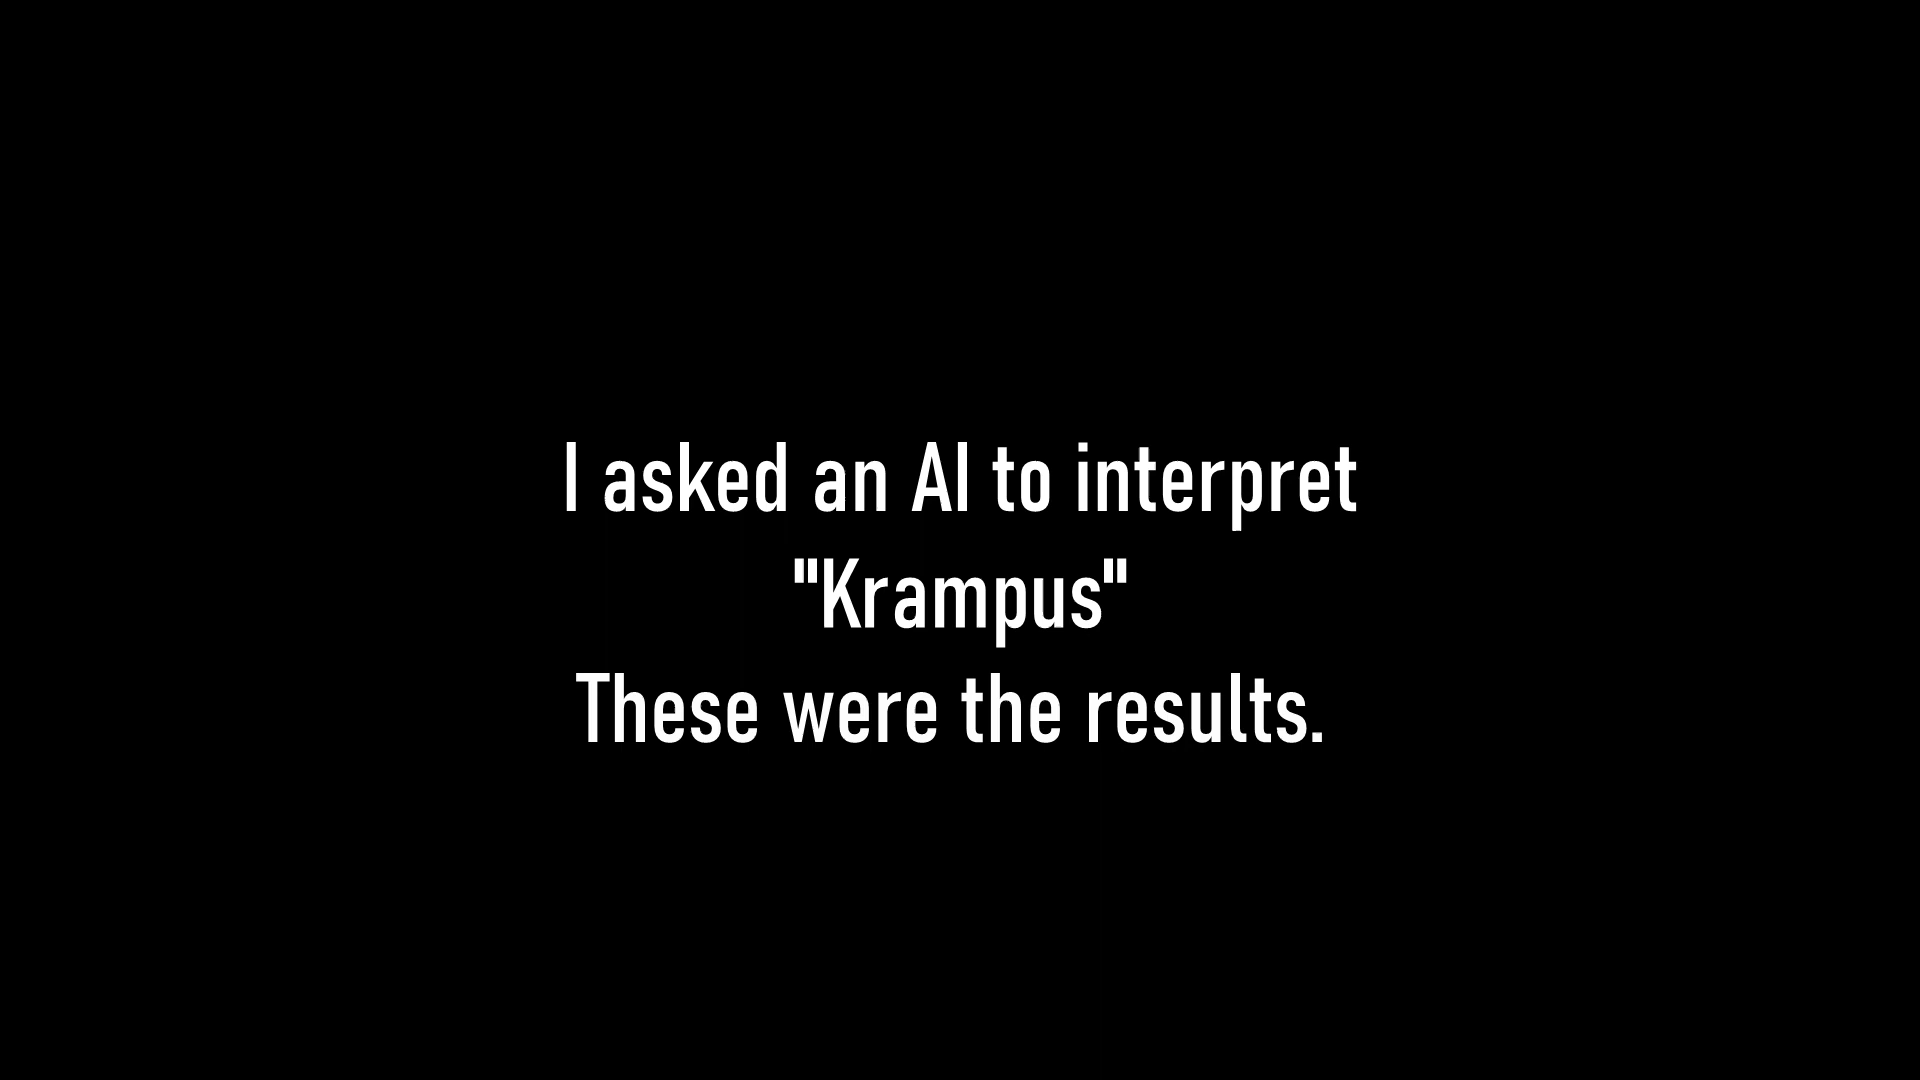 I asked an AI to interpret
"Krampus"
These were the results.